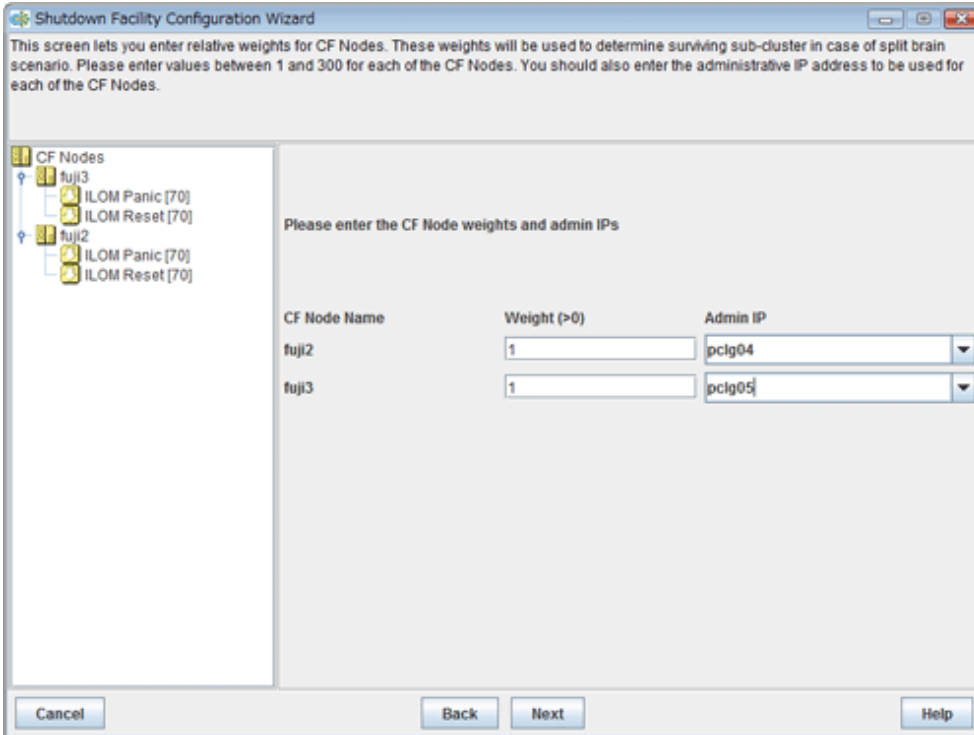 Shutdown Facility Configuration Wizard
This screen lets you enter relative weights for CF Nodes. These weights will be used to determine surviving sub-cluster in case of split brain
scenario. Please enter values between 1 and 300 for each of the CF Nodes. You should also enter the administrative IP address to be used for
each of the CF Nodes.
CF Nodes
fuji3
ILOM Panic [70]
ILOM Reset [70]
fuji2
ILOM Panic [70]
ILOM Reset [70]
Please enter the CF Node weights and admin IPs
CF Node Name Weight (>0) Admin IP
fuji2 1 pclg04
fuji3 1 pclg05
Cancel Back Next Help